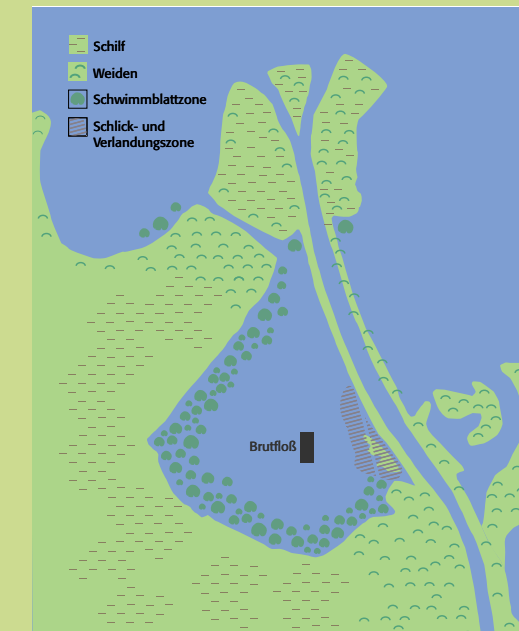 Schilf
Weiden
Schwimmblattzone
Schlick- und
Verlandungszone
Brutfloß